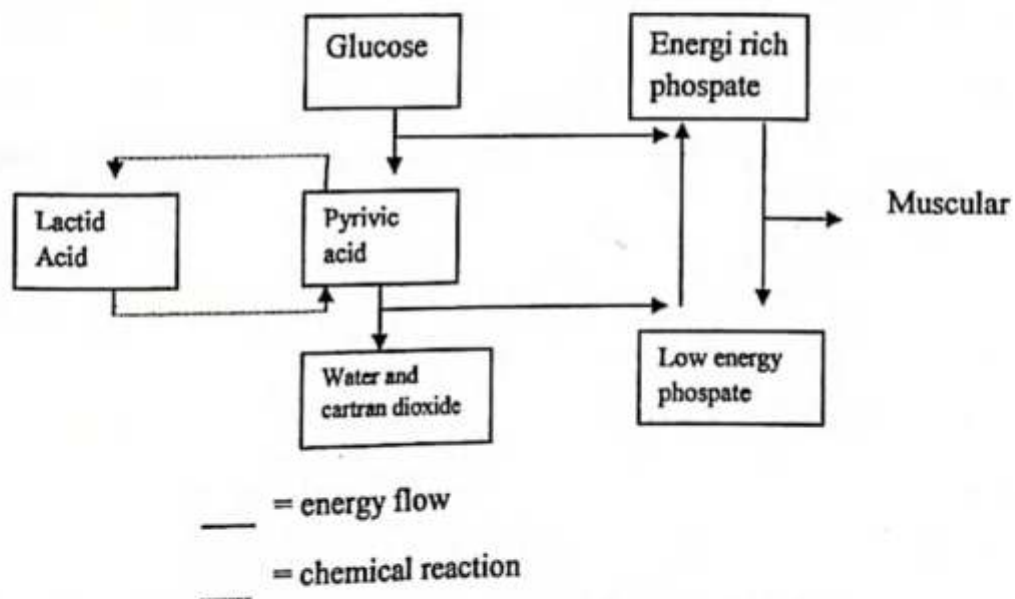 Glucose
Energi rich
phospate
Lactid
Acid
Pyrivic
acid
Muscular
Water and
cartran dioxide
Low energy
phospate
= energy flow
= chemical reaction